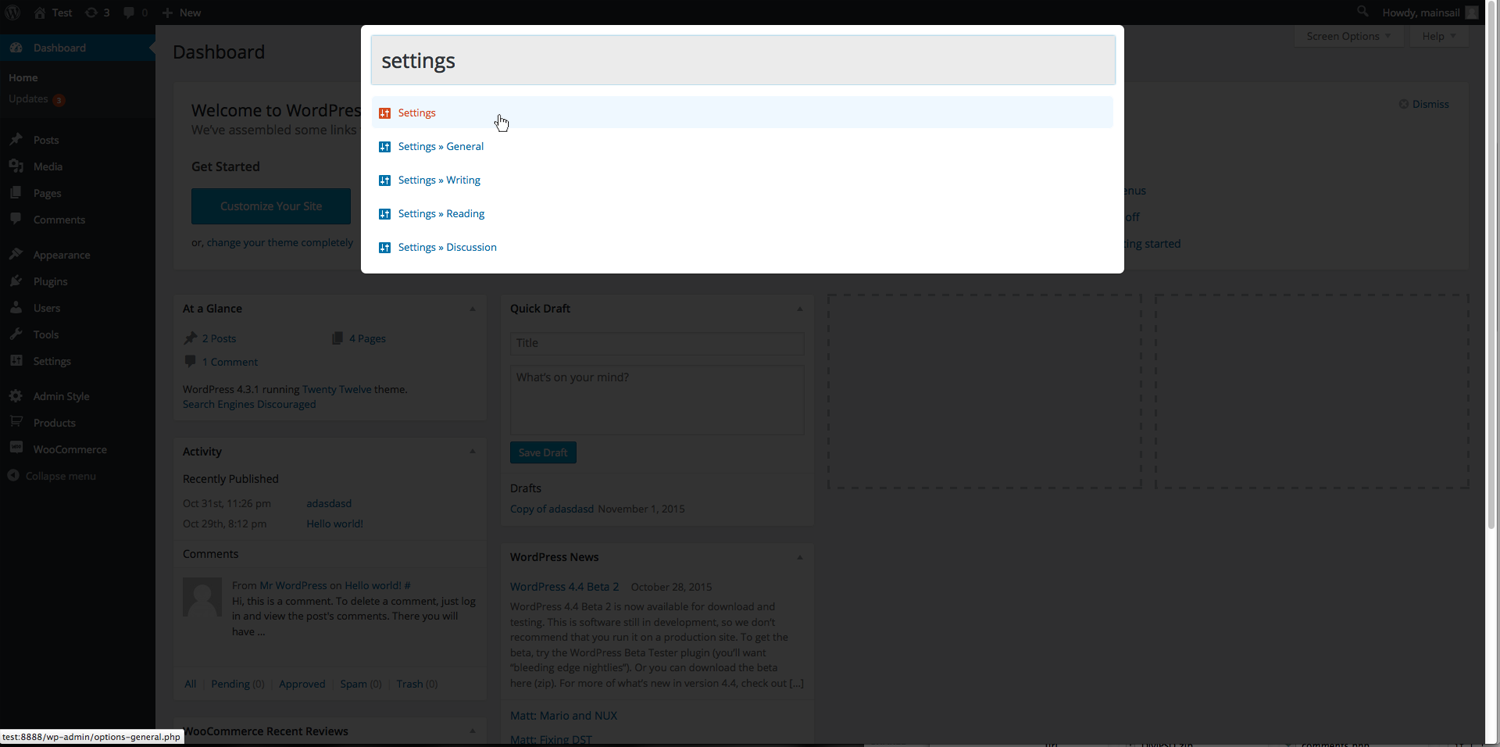 Test 3 0 New
Howdy, mainsail
settings
Settings
Settings » General
Settings » Writing
Settings » Reading
Settings » Discussion
Dashboard
Home
Updates 3
Posts
Media
Pages
Comments
Appearance
Plugins
Users
Tools
Settings
Admin Style
Products
WooCommerce
Collapse menu
Dashboard
Screen Options
Help
Welcome to WordPress
We've assembled some links
Dismiss
Get Started
Customize Your Site
or, change your theme completely
enus
off
ing started
At a Glance
2 Posts
4 Pages
1 Comment
WordPress 4.3.1 running Twenty Twelve theme.
Search Engines Discouraged
Activity
Recently Published
Oct 31st, 11:26 pm adasdasd
Oct 29th, 8:12 pm Hello world!
Comments
From Mr WordPress on Hello world! #
Hi, this is a comment. To delete a comment, just log
in and view the post's comments. There you will
have ...
All | Pending (0) | Approved | Spam (0) | Trash (0)
WooCommerce Recent Reviews
Quick Draft
Title
What's on your mind?
Save Draft
Drafts
Copy of adasdasd November 1, 2015
WordPress News
WordPress 4.4 Beta 2 October 28, 2015
WordPress 4.4 Beta 2 is now available for download and
testing. This is software still in development, so we don't
recommend that you run it on a production site. To get the
beta, try the WordPress Beta Tester plugin (you'll want
"bleeding edge nightlies"). Or you can download the beta
here (zip). For more of what's new in version 4.4, check out [...]
Matt: Mario and NUX
Matt: Fixing DST
test:8888/wp-admin/options-general.php